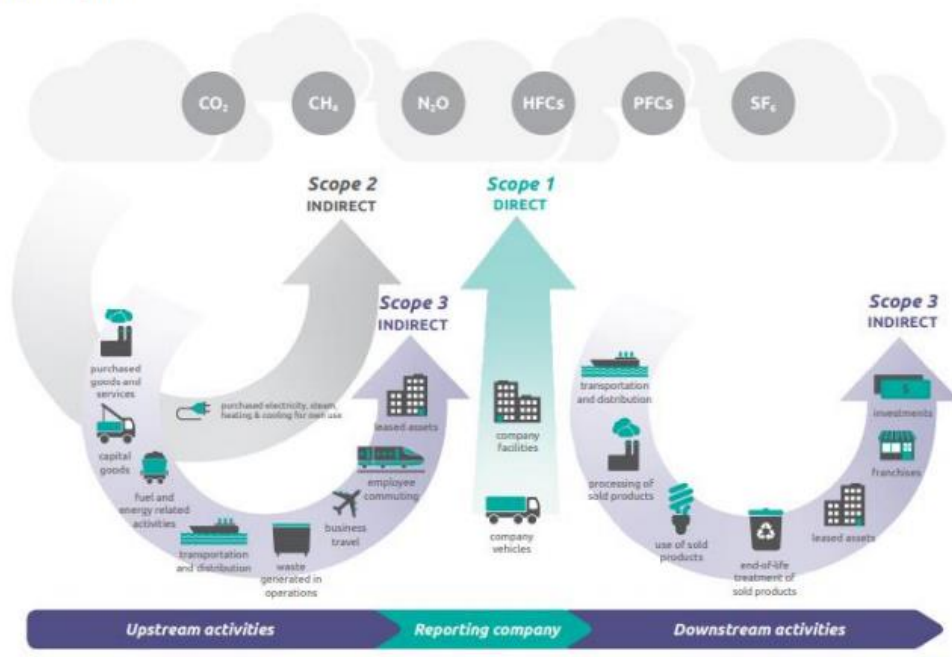 CO₂ CH₄ N₂O HFCs PFCs SF₆
Scope 2
INDIRECT
Scope 1
DIRECT
Scope 3
INDIRECT
Scope 3
INDIRECT
purchased
goods and
services
capital
goods
fuel and
energy related
activities
transportation
and distribution
waste
generated in
operations
business
travel
employee
commuting
leased assets
purchased electricity, steam,
heating & cooling for own use
company
facilities
company
vehicles
transportation
and distribution
processing of
sold products
use of sold
products
end-of-life
treatment of
sold products
leased assets
franchises
$
investments
Upstream activities
Reporting company
Downstream activities